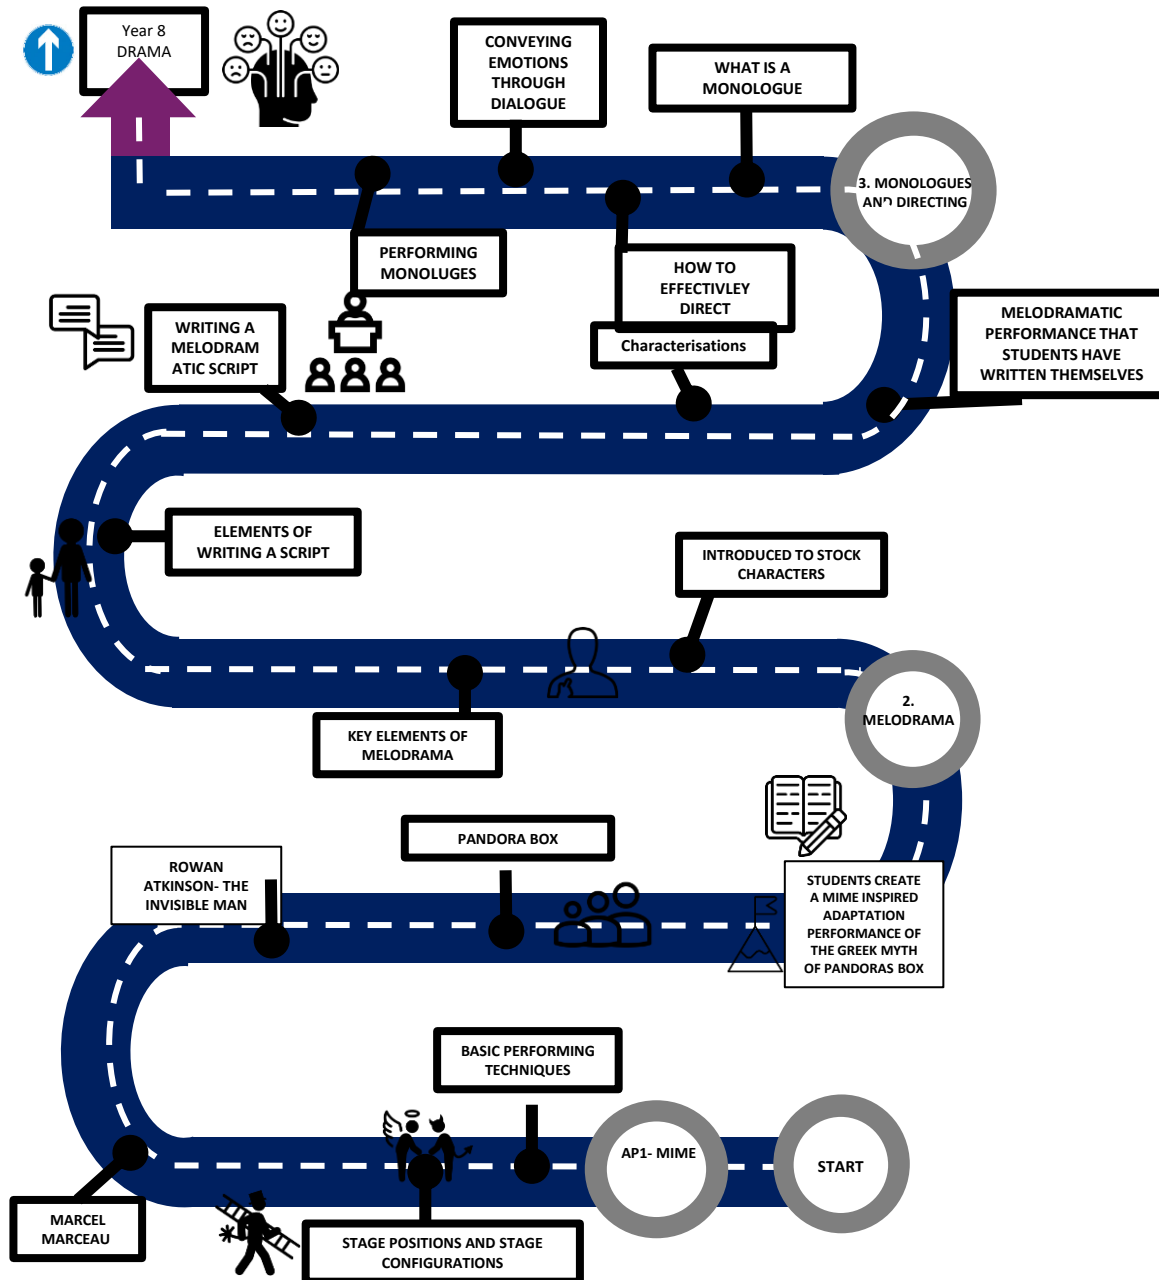 Year 8
DRAMA
CONVEYING
EMOTIONS
THROUGH
DIALOGUE
WHAT IS A
MONOLOGUE
3. MONOLOGUES
AND DIRECTING
PERFORMING
MONOLUGES
HOW TO
EFFECTIVLEY
DIRECT
MELODRAMATIC
PERFORMANCE THAT
STUDENTS HAVE
WRITTEN THEMSELVES
WRITING A
MELODRAM
ATIC SCRIPT
Characterisations
ELEMENTS OF
WRITING A SCRIPT
INTRODUCED TO STOCK
CHARACTERS
2.
MELODRAMA
KEY ELEMENTS OF
MELODRAMA
PANDORA BOX
ROWAN
ATKINSON- THE
INVISIBLE MAN
STUDENTS CREATE
A MIME INSPIRED
ADAPTATION
PERFORMANCE OF
THE GREEK MYTH
OF PANDORAS BOX
BASIC PERFORMING
TECHNIQUES
AP1- MIME
START
MARCEL
MARCEAU
STAGE POSITIONS AND STAGE
CONFIGURATIONS